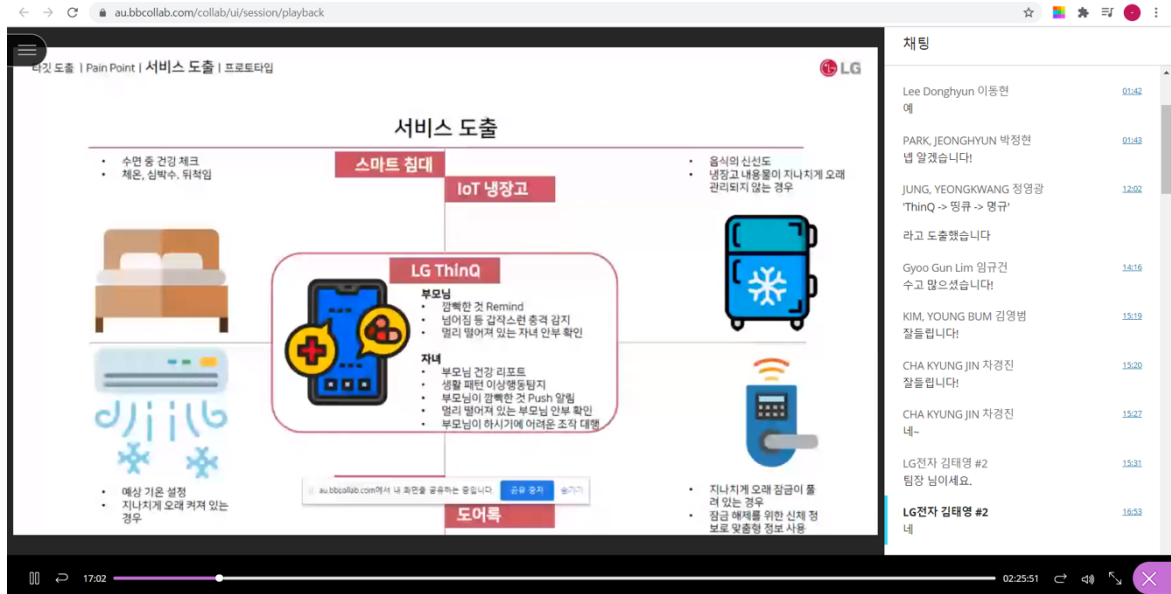 au.bbcollab.com/collab/ui/session/playback
타깃 도출 | Pain Point | 서비스 도출 | 프로토타입
LG
서비스 도출
• 수면 중 건강 체크
• 체온, 심박수, 뒤척임
스마트 침대
IoT 냉장고
• 음식의 신선도
• 냉장고 내용물이 지나치게 오래
관리되지 않는 경우
LG ThinQ
부모님
• 깜빡한 것 Remind
• 넘어짐 등 갑작스런 충격 감지
• 멀리 떨어져 있는 자녀 안부 확인
자녀
• 부모님 건강 리포트
• 생활 패턴 이상행동탐지
• 부모님이 깜빡한 것 Push 알림
• 멀리 떨어져 있는 부모님 안부 확인
• 부모님이 하시기에 어려운 조작 대행
• 예상 기온 설정
• 지나치게 오래 켜져 있는
경우
au.bbcollab.com에서 내 화면을 공유하는 중입니다. 공유 중지 숨기기
도어록
• 지나치게 오래 잠금이 풀
려 있는 경우
• 잠금 해제를 위한 신체 정
보로 맞춤형 정보 사용
채팅
Lee Donghyun 이동현 01:42
예
PARK, JEONGHYUN 박정현 01:43
넵 알겠습니다!
JUNG, YEONGKWANG 정영광 12:02
'ThinQ -> 띵큐 -> 명규'
라고 도출했습니다
Gyoo Gun Lim 임규건 14:16
수고 많으셨습니다!
KIM, YOUNG BUM 김영범 15:19
잘들립니다!
CHA KYUNG JIN 차경진 15:20
잘들립니다!
CHA KYUNG JIN 차경진 15:27
네~
LG전자 김태영 #2 15:31
팀장 님이세요.
LG전자 김태영 #2 16:53
네
17:02
02:25:51